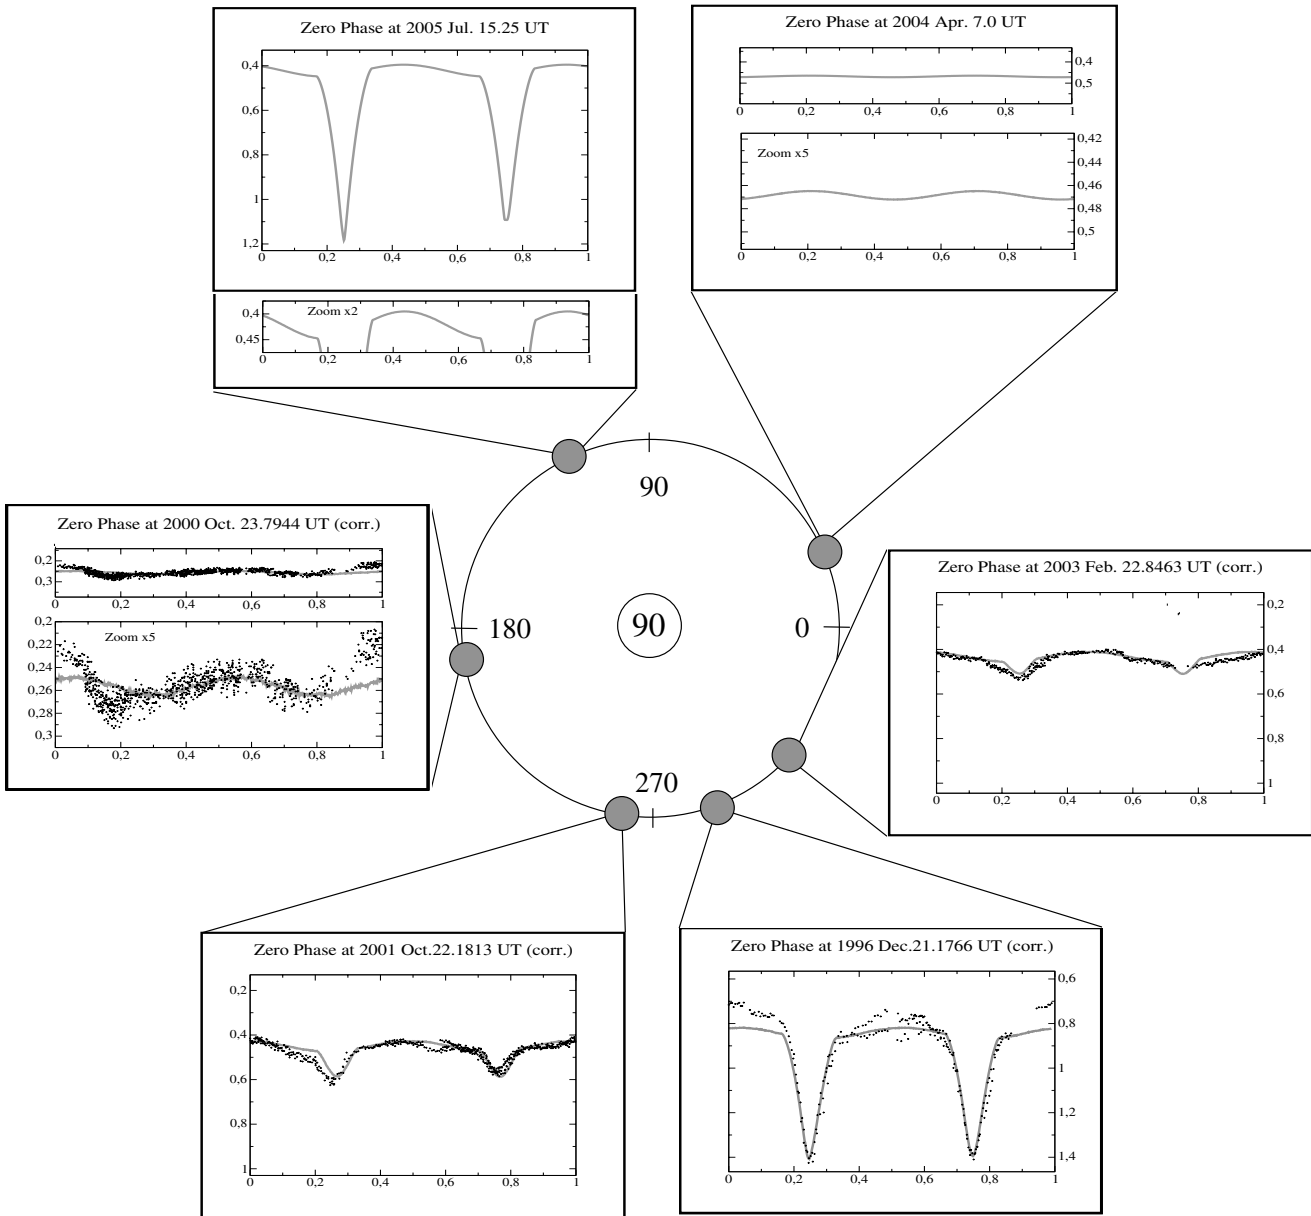 Zero Phase at 2005 Jul. 15.25 UT
0,4
0,6
0,8
1
1,2
0 0,2 0,4 0,6 0,8 1
Zoom x2
0,4
0,45
0 0,2 0,4 0,6 0,8 1
Zero Phase at 2004 Apr. 7.0 UT
0,4
0,5
0 0,2 0,4 0,6 0,8 1
Zoom x5
0,42
0,44
0,46
0,48
0,5
0 0,2 0,4 0,6 0,8 1
90
180
90
0
270
Zero Phase at 2000 Oct. 23.7944 UT (corr.)
0,2
0,3
0 0,2 0,4 0,6 0,8 1
Zoom x5
0,2
0,22
0,24
0,26
0,28
0,3
0 0,2 0,4 0,6 0,8 1
Zero Phase at 2003 Feb. 22.8463 UT (corr.)
0,2
0,4
0,6
0,8
1
0 0,2 0,4 0,6 0,8 1
Zero Phase at 2001 Oct.22.1813 UT (corr.)
0,2
0,4
0,6
0,8
1
0 0,2 0,4 0,6 0,8 1
Zero Phase at 1996 Dec.21.1766 UT (corr.)
0,6
0,8
1
1,2
1,4
0 0,2 0,4 0,6 0,8 1